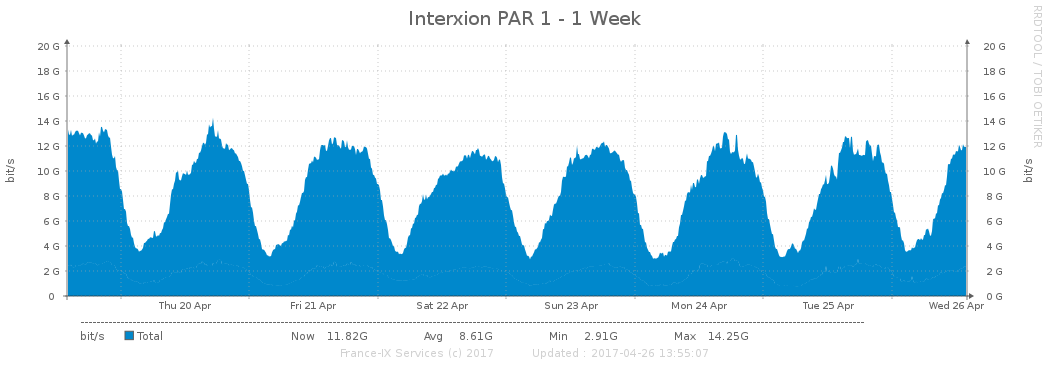 Interxion PAR 1 - 1 Week
RRDTOOL / TOBI OETIKER
20 G 20 G
18 G 18 G
16 G 16 G
14 G 14 G
12 G 12 G
10 G 10 G
8 G 8 G
6 G 6 G
4 G 4 G
2 G 2 G
0 0 G
bit/s
bit/s
Thu 20 Apr Fri 21 Apr Sat 22 Apr Sun 23 Apr Mon 24 Apr Tue 25 Apr Wed 26 Apr
bit/s Total Now 11.82G Avg 8.61G Min 2.91G Max 14.25G
France-IX Services (c) 2017 Updated : 2017-04-26 13:55:07